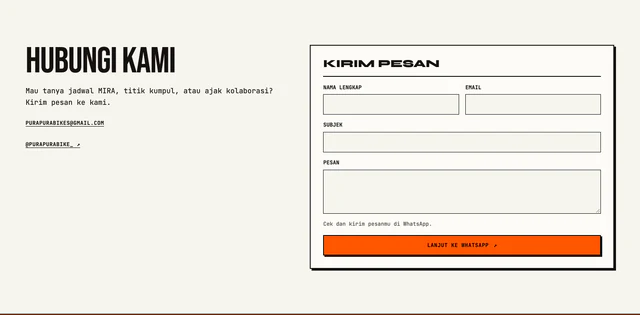 HUBUNGI KAMI
Mau tanya jadwal MIRA, titik kumpul, atau ajak kolaborasi?
Kirim pesan ke kami.
PURAPURABIKES@GMAIL.COM
@PURAPURABIKE_ ↗
KIRIM PESAN
NAMA LENGKAP
EMAIL
SUBJEK
PESAN
Cek dan kirim pesanmu di WhatsApp.
LANJUT KE WHATSAPP ↗